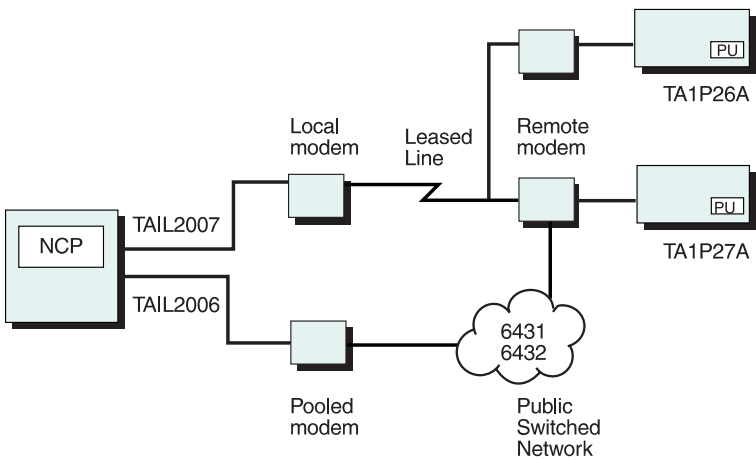 PU
TA1P26A
Local
modem
Leased
Line
Remote
modem
PU
TA1P27A
TAIL2007
NCP
TAIL2006
6431
6432
Pooled
modem
Public
Switched
Network